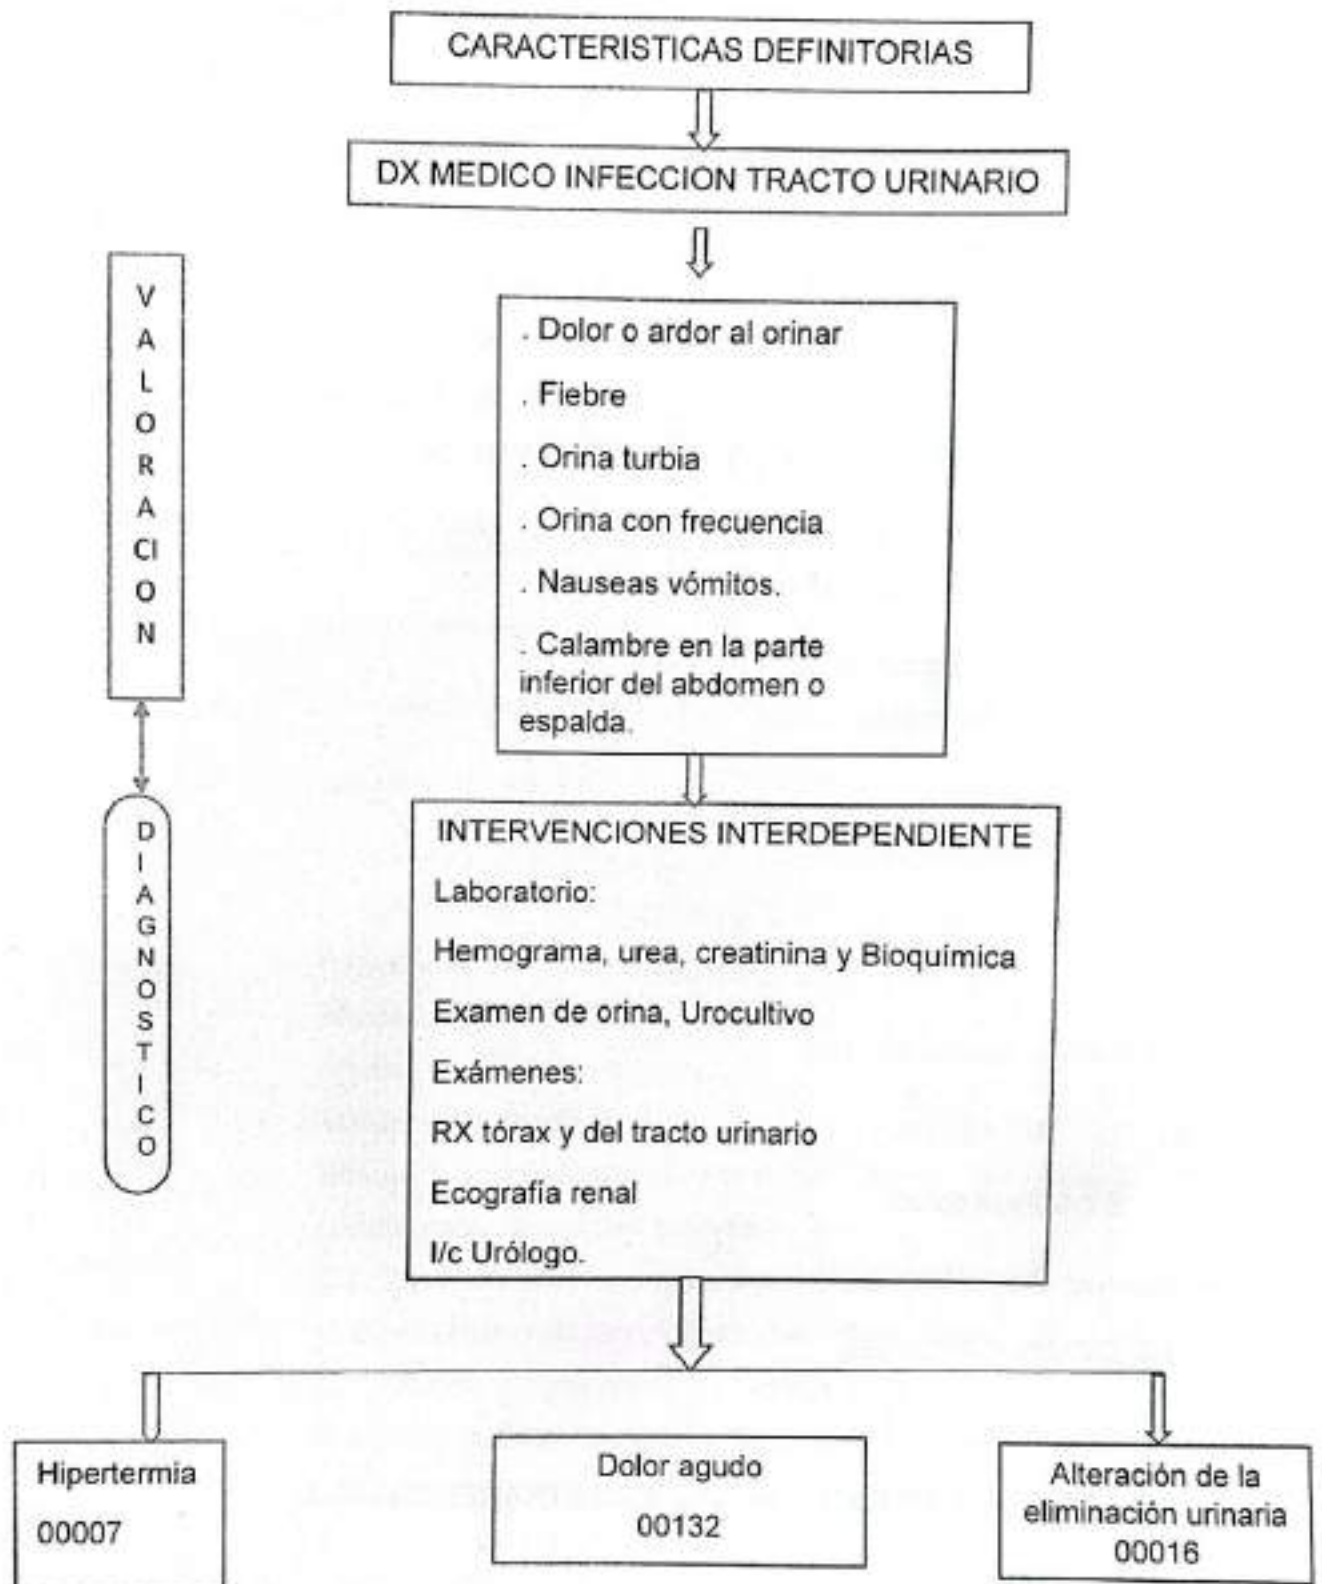 CARACTERISTICAS DEFINITORIAS
DX MEDICO INFECCION TRACTO URINARIO
V
A
L
O
R
A
CI
O
N
. Dolor o ardor al orinar
. Fiebre
. Orina turbia
. Orina con frecuencia
. Nauseas vómitos.
. Calambre en la parte
inferior del abdomen o
espalda.
D
I
A
G
N
O
S
T
I
C
O
INTERVENCIONES INTERDEPENDIENTE
Laboratorio:
Hemograma, urea, creatinina y Bioquímica
Examen de orina, Urocultivo
Exámenes:
RX tórax y del tracto urinario
Ecografía renal
I/c Urólogo.
Hipertermia
00007
Dolor agudo
00132
Alteración de la
eliminación urinaria
00016